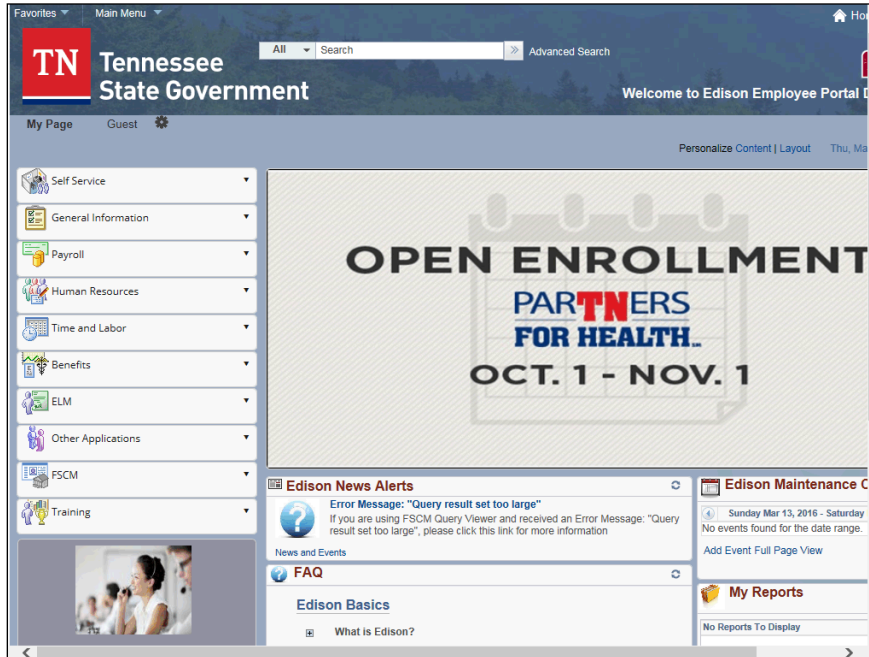 Favorites Main Menu
All Search Advanced Search
TN Tennessee
State Government
Welcome to Edison Employee Portal
My Page Guest
Personalize Content | Layout Thu,
Self Service
General Information
Payroll
Human Resources
Time and Labor
Benefits
ELM
Other Applications
FSCM
Training
OPEN ENROLLMENT
PARTNERS
FOR HEALTH
OCT. 1 - NOV. 1
Edison News Alerts
Error Message: "Query result set too large"
If you are using FSCM Query Viewer and received an Error Message: "Query
result set too large", please click this link for more information
News and Events
FAQ
Edison Basics
What is Edison?
Edison Maintenance
Sunday Mar 13, 2016 - Saturday
No events found for the date range.
Add Event Full Page View
My Reports
No Reports To Display